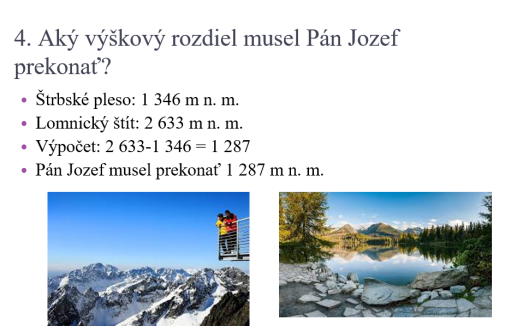 4. Aký výškový rozdiel musel Pán Jozef
prekonať?
• Štrbské pleso: 1 346 m n. m.
• Lomnický štít: 2 633 m n. m.
• Výpočet: 2 633-1 346 = 1 287
• Pán Jozef musel prekonať 1 287 m n. m.